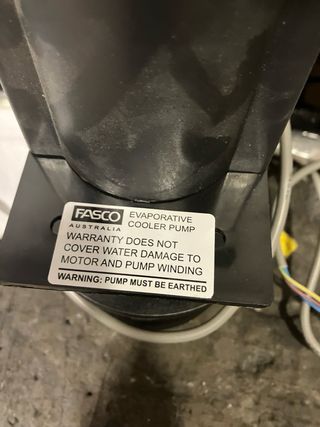 FASCO EVAPORATIVE
AUSTRALIA COOLER PUMP
WARRANTY DOES NOT
COVER WATER DAMAGE TO
MOTOR AND PUMP WINDING
WARNING: PUMP MUST BE EARTHED